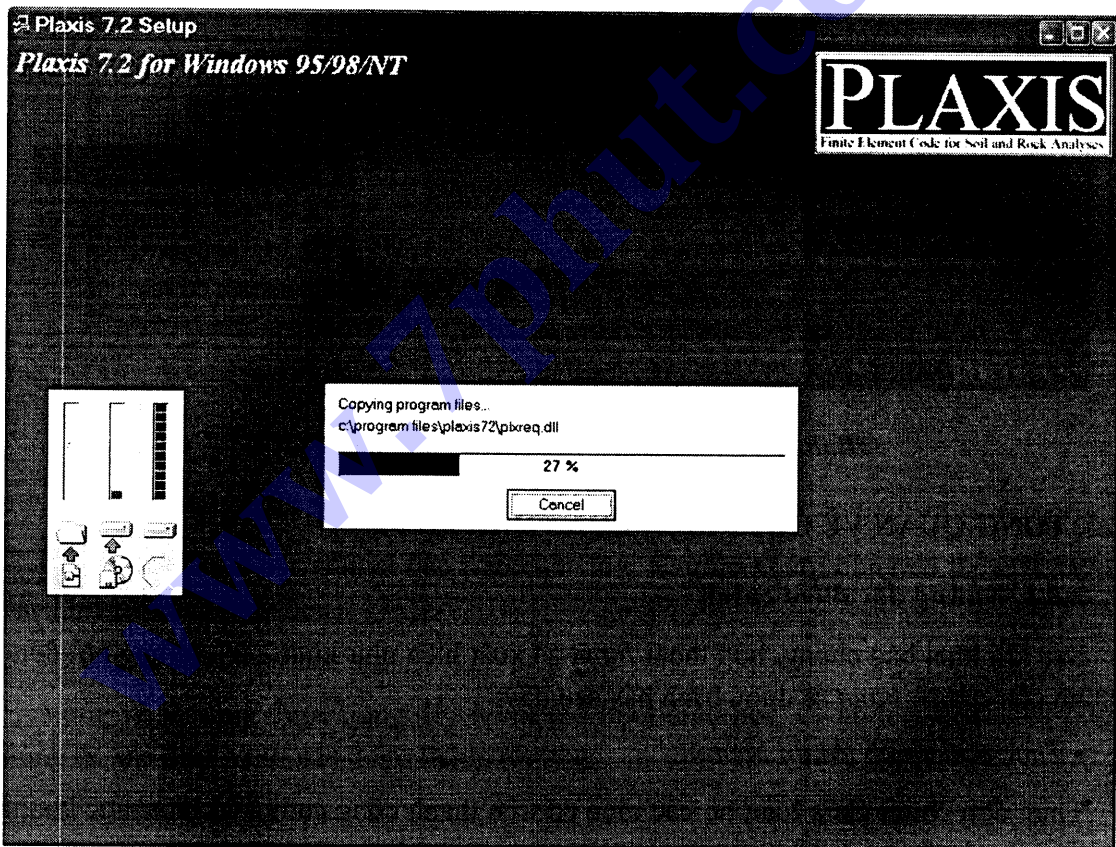 Plaxis 7.2 Setup
Plaxis 7.2 for Windows 95/98/NT
PLAXIS
Finite Element Code for Soil and Rock Analyses
Copying program files...
c:\program files\plaxis72\plxreq.dll
27 %
Cancel
www.7phut.co